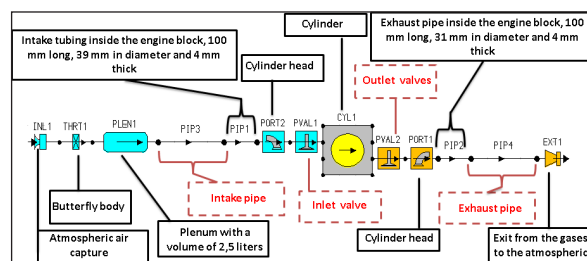 Cylinder
Exhaust pipe inside the engine block, 100
mm long, 31 mm in diameter and 4 mm
thick
Intake tubing inside the engine block, 100
mm long, 39 mm in diameter and 4 mm
thick
Cylinder head
Outlet valves
INL1
THRT1
PLEN1
PIP3
PIP1
PORT2
PVAL1
CYL1
PVAL2
PORT1
PIP2
PIP4
EXT1
Intake pipe
Inlet valve
Exhaust pipe
Butterfly body
Atmospheric air
capture
Plenum with a
volume of 2,5 liters
Cylinder head
Exit from the gases
to the atmospheric